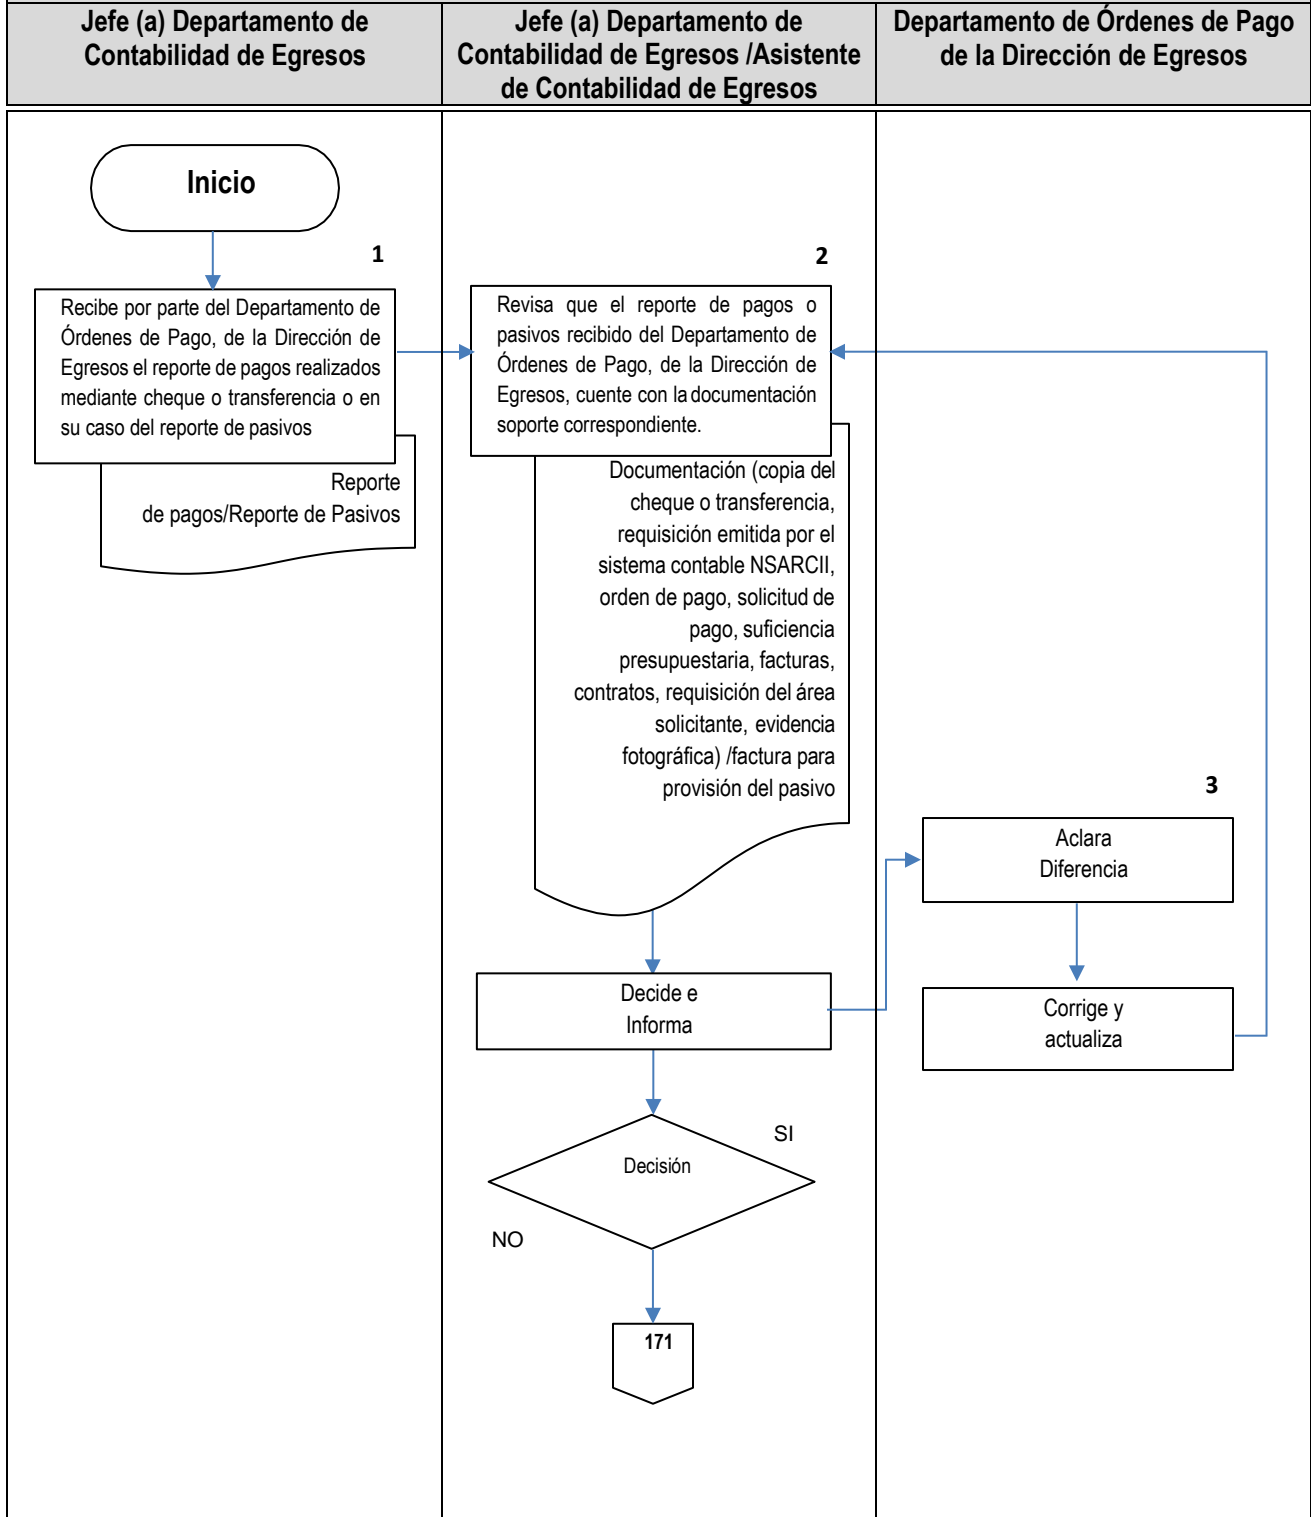 Jefe (a) Departamento de
Contabilidad de Egresos
Jefe (a) Departamento de
Contabilidad de Egresos /Asistente
de Contabilidad de Egresos
Departamento de Órdenes de Pago
de la Dirección de Egresos
Inicio
1
Recibe por parte del Departamento de
Órdenes de Pago, de la Dirección de
Egresos el reporte de pagos realizados
mediante cheque o transferencia o en
su caso del reporte de pasivos
Reporte
de pagos/Reporte de Pasivos
2
Revisa que el reporte de pagos o
pasivos recibido del Departamento de
Órdenes de Pago, de la Dirección de
Egresos, cuente con la documentación
soporte correspondiente.
Documentación (copia del
cheque o transferencia,
requisición emitida por el
sistema contable NSARCII,
orden de pago, solicitud de
pago, suficiencia
presupuestaria, facturas,
contratos, requisición del área
solicitante, evidencia
fotográfica) /factura para
provisión del pasivo
3
Aclara
Diferencia
Decide e
Informa
Corrige y
actualiza
SI
Decisión
NO
171